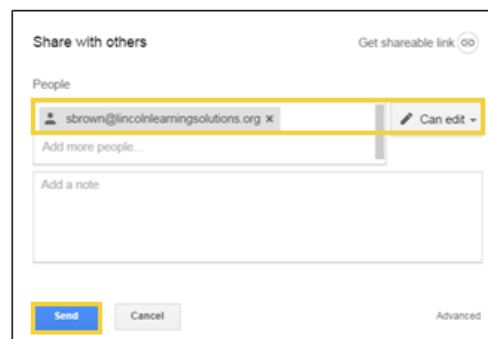 Share with others
Get shareable link
People
sbrown@lincolnlearningsolutions.org ×
Can edit
Add more people...
Add a note
Send
Cancel
Advanced